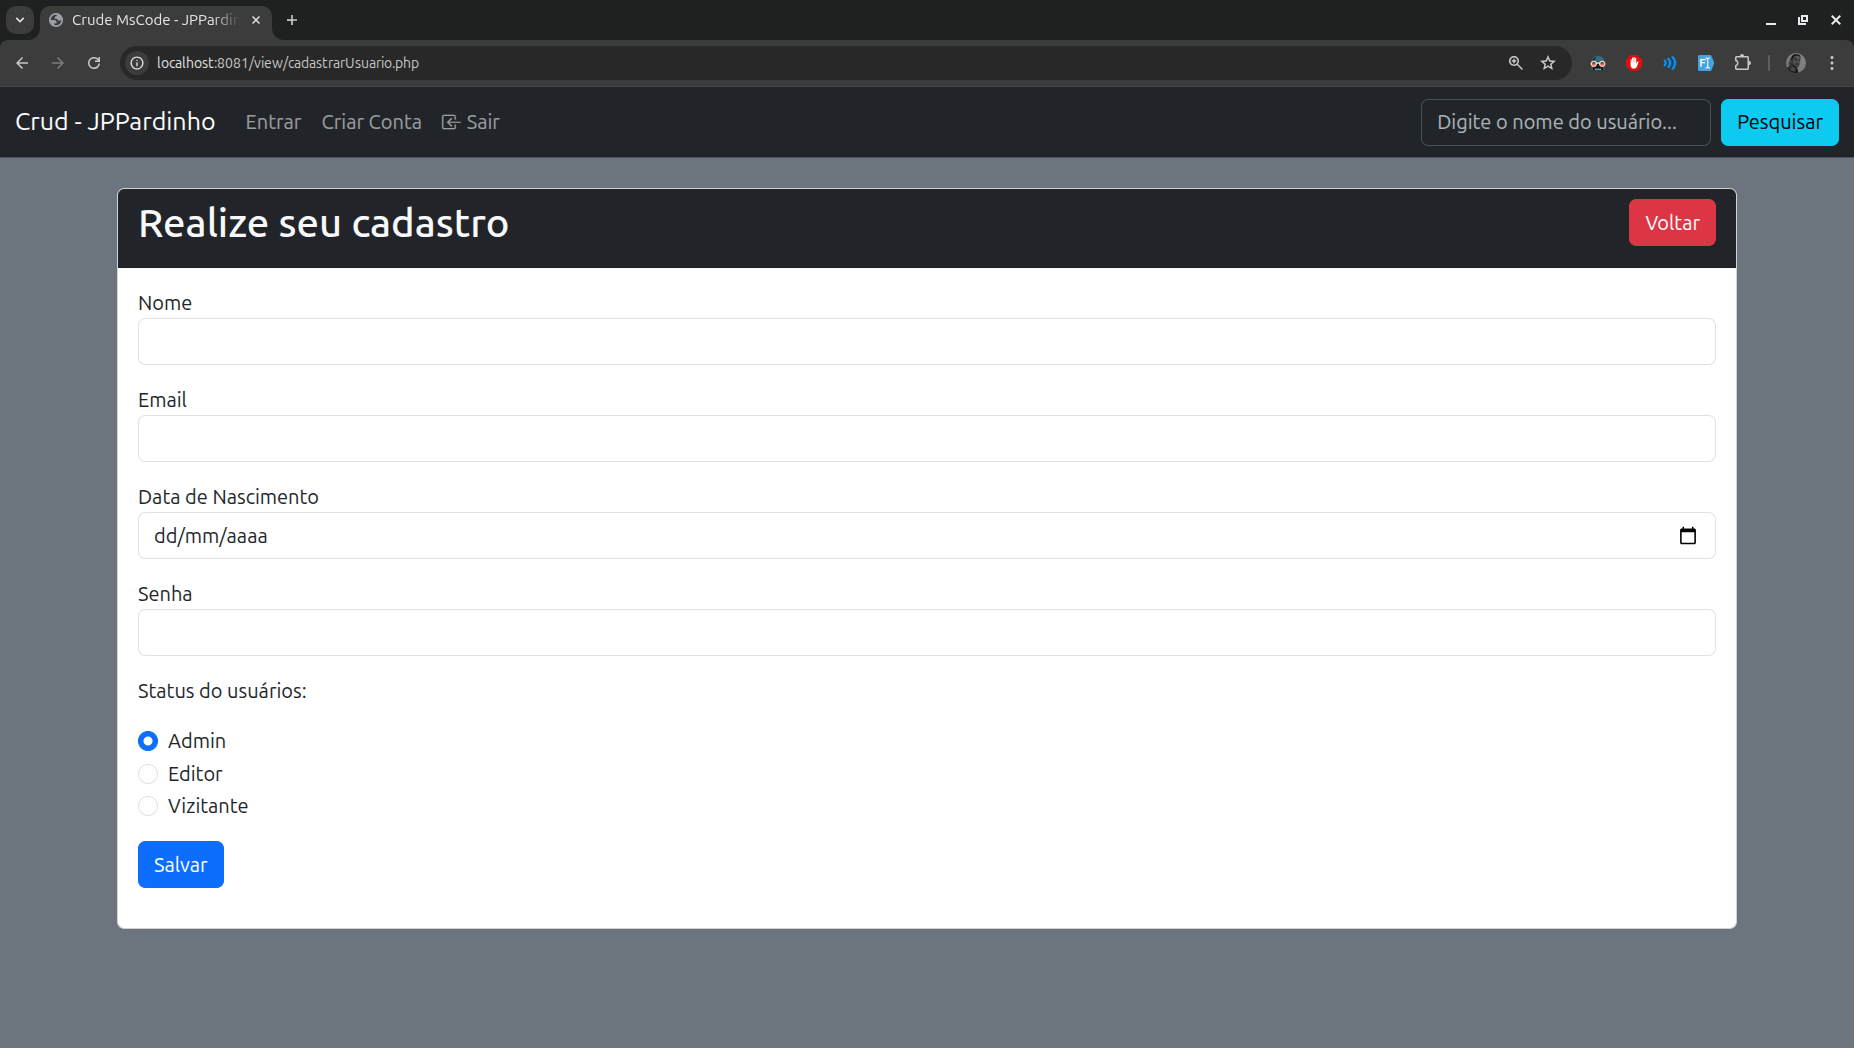 Crude MsCode - JPPardin
localhost:8081/view/cadastrarUsuario.php
Crud - JPPardinho Entrar Criar Conta Sair Digite o nome do usuário... Pesquisar
Realize seu cadastro Voltar
Nome
Email
Data de Nascimento
dd/mm/aaaa
Senha
Status do usuários:
Admin
Editor
Vizitante
Salvar